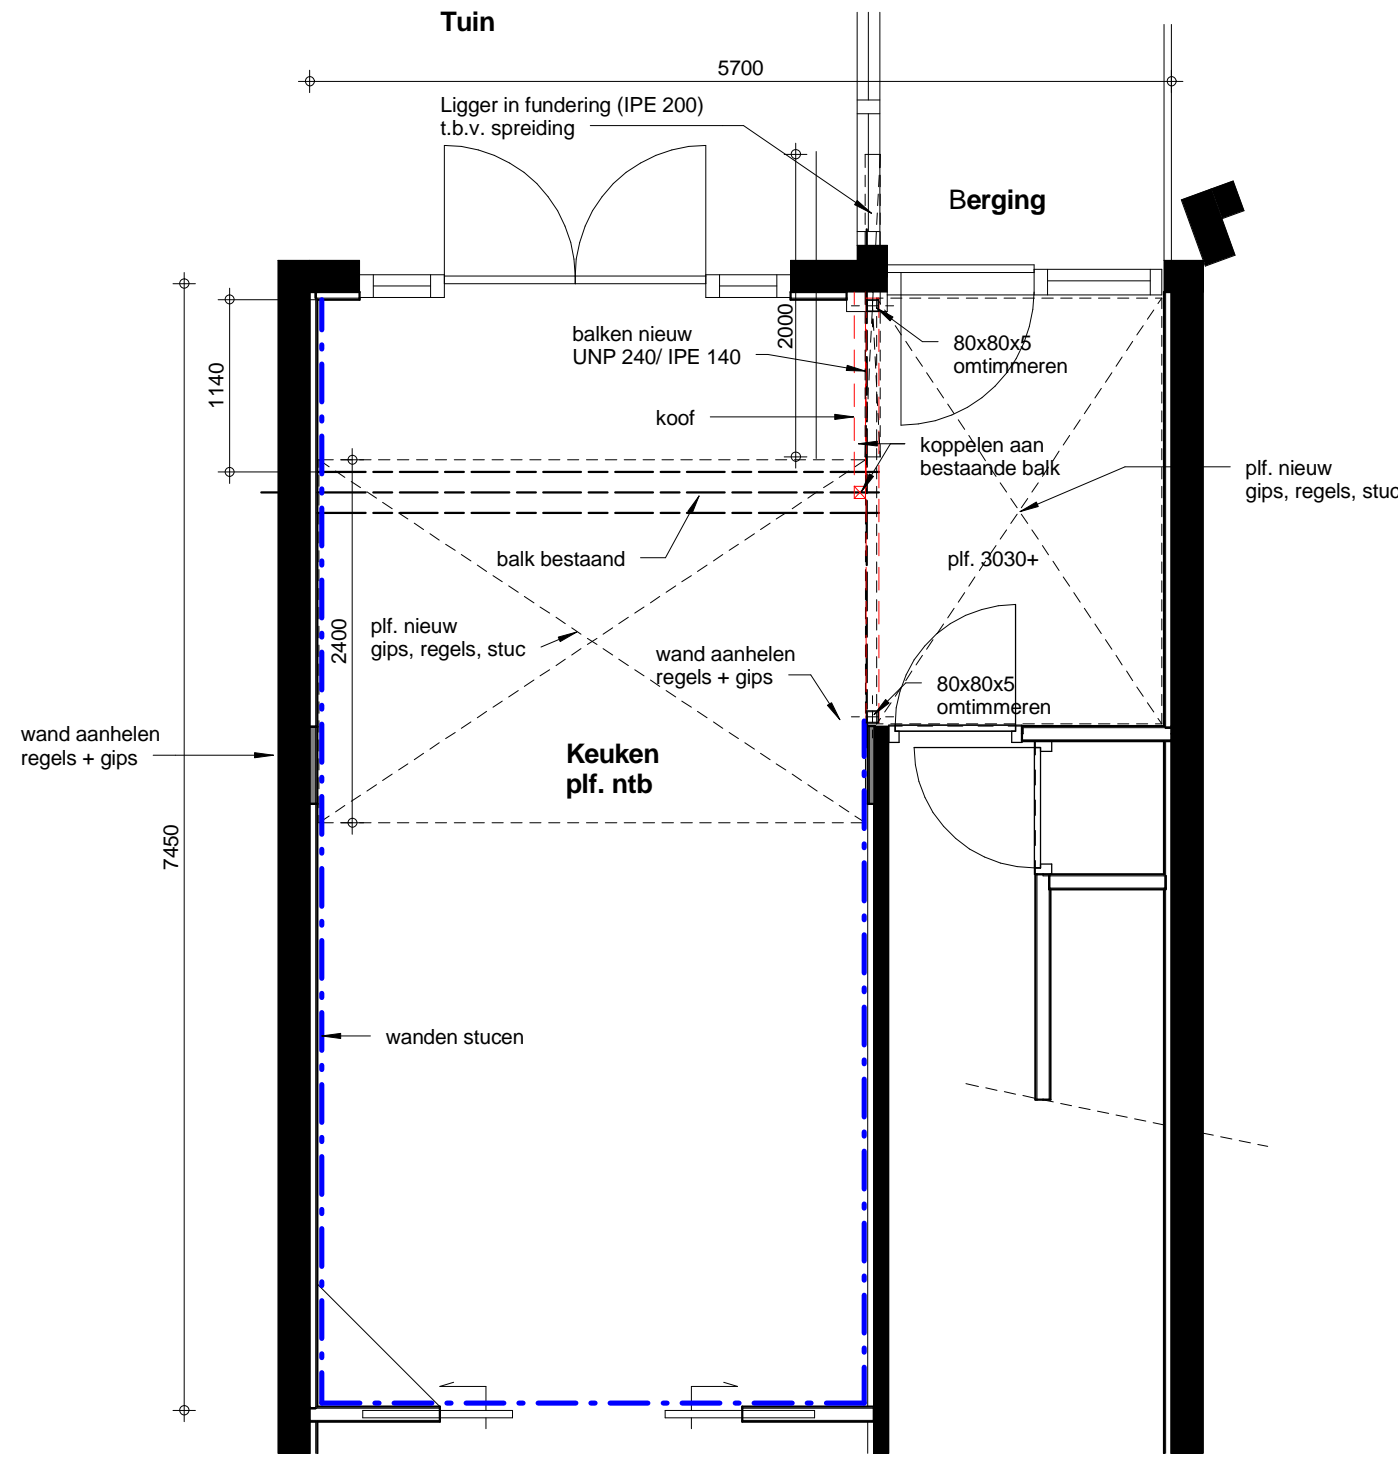 Tuin
5700
Ligger in fundering (IPE 200)
t.b.v. spreiding
Berging
balken nieuw
UNP 240/ IPE 140
2000
80x80x5
omtimmeren
1140
koof
koppelen aan
bestaande balk
plf. nieuw
gips, regels, stuc
balk bestaand
plf. 3030+
2400
plf. nieuw
gips, regels, stuc
wand aanhelen
regels + gips
80x80x5
omtimmeren
wand aanhelen
regels + gips
Keuken
plf. ntb
7450
wanden stucen